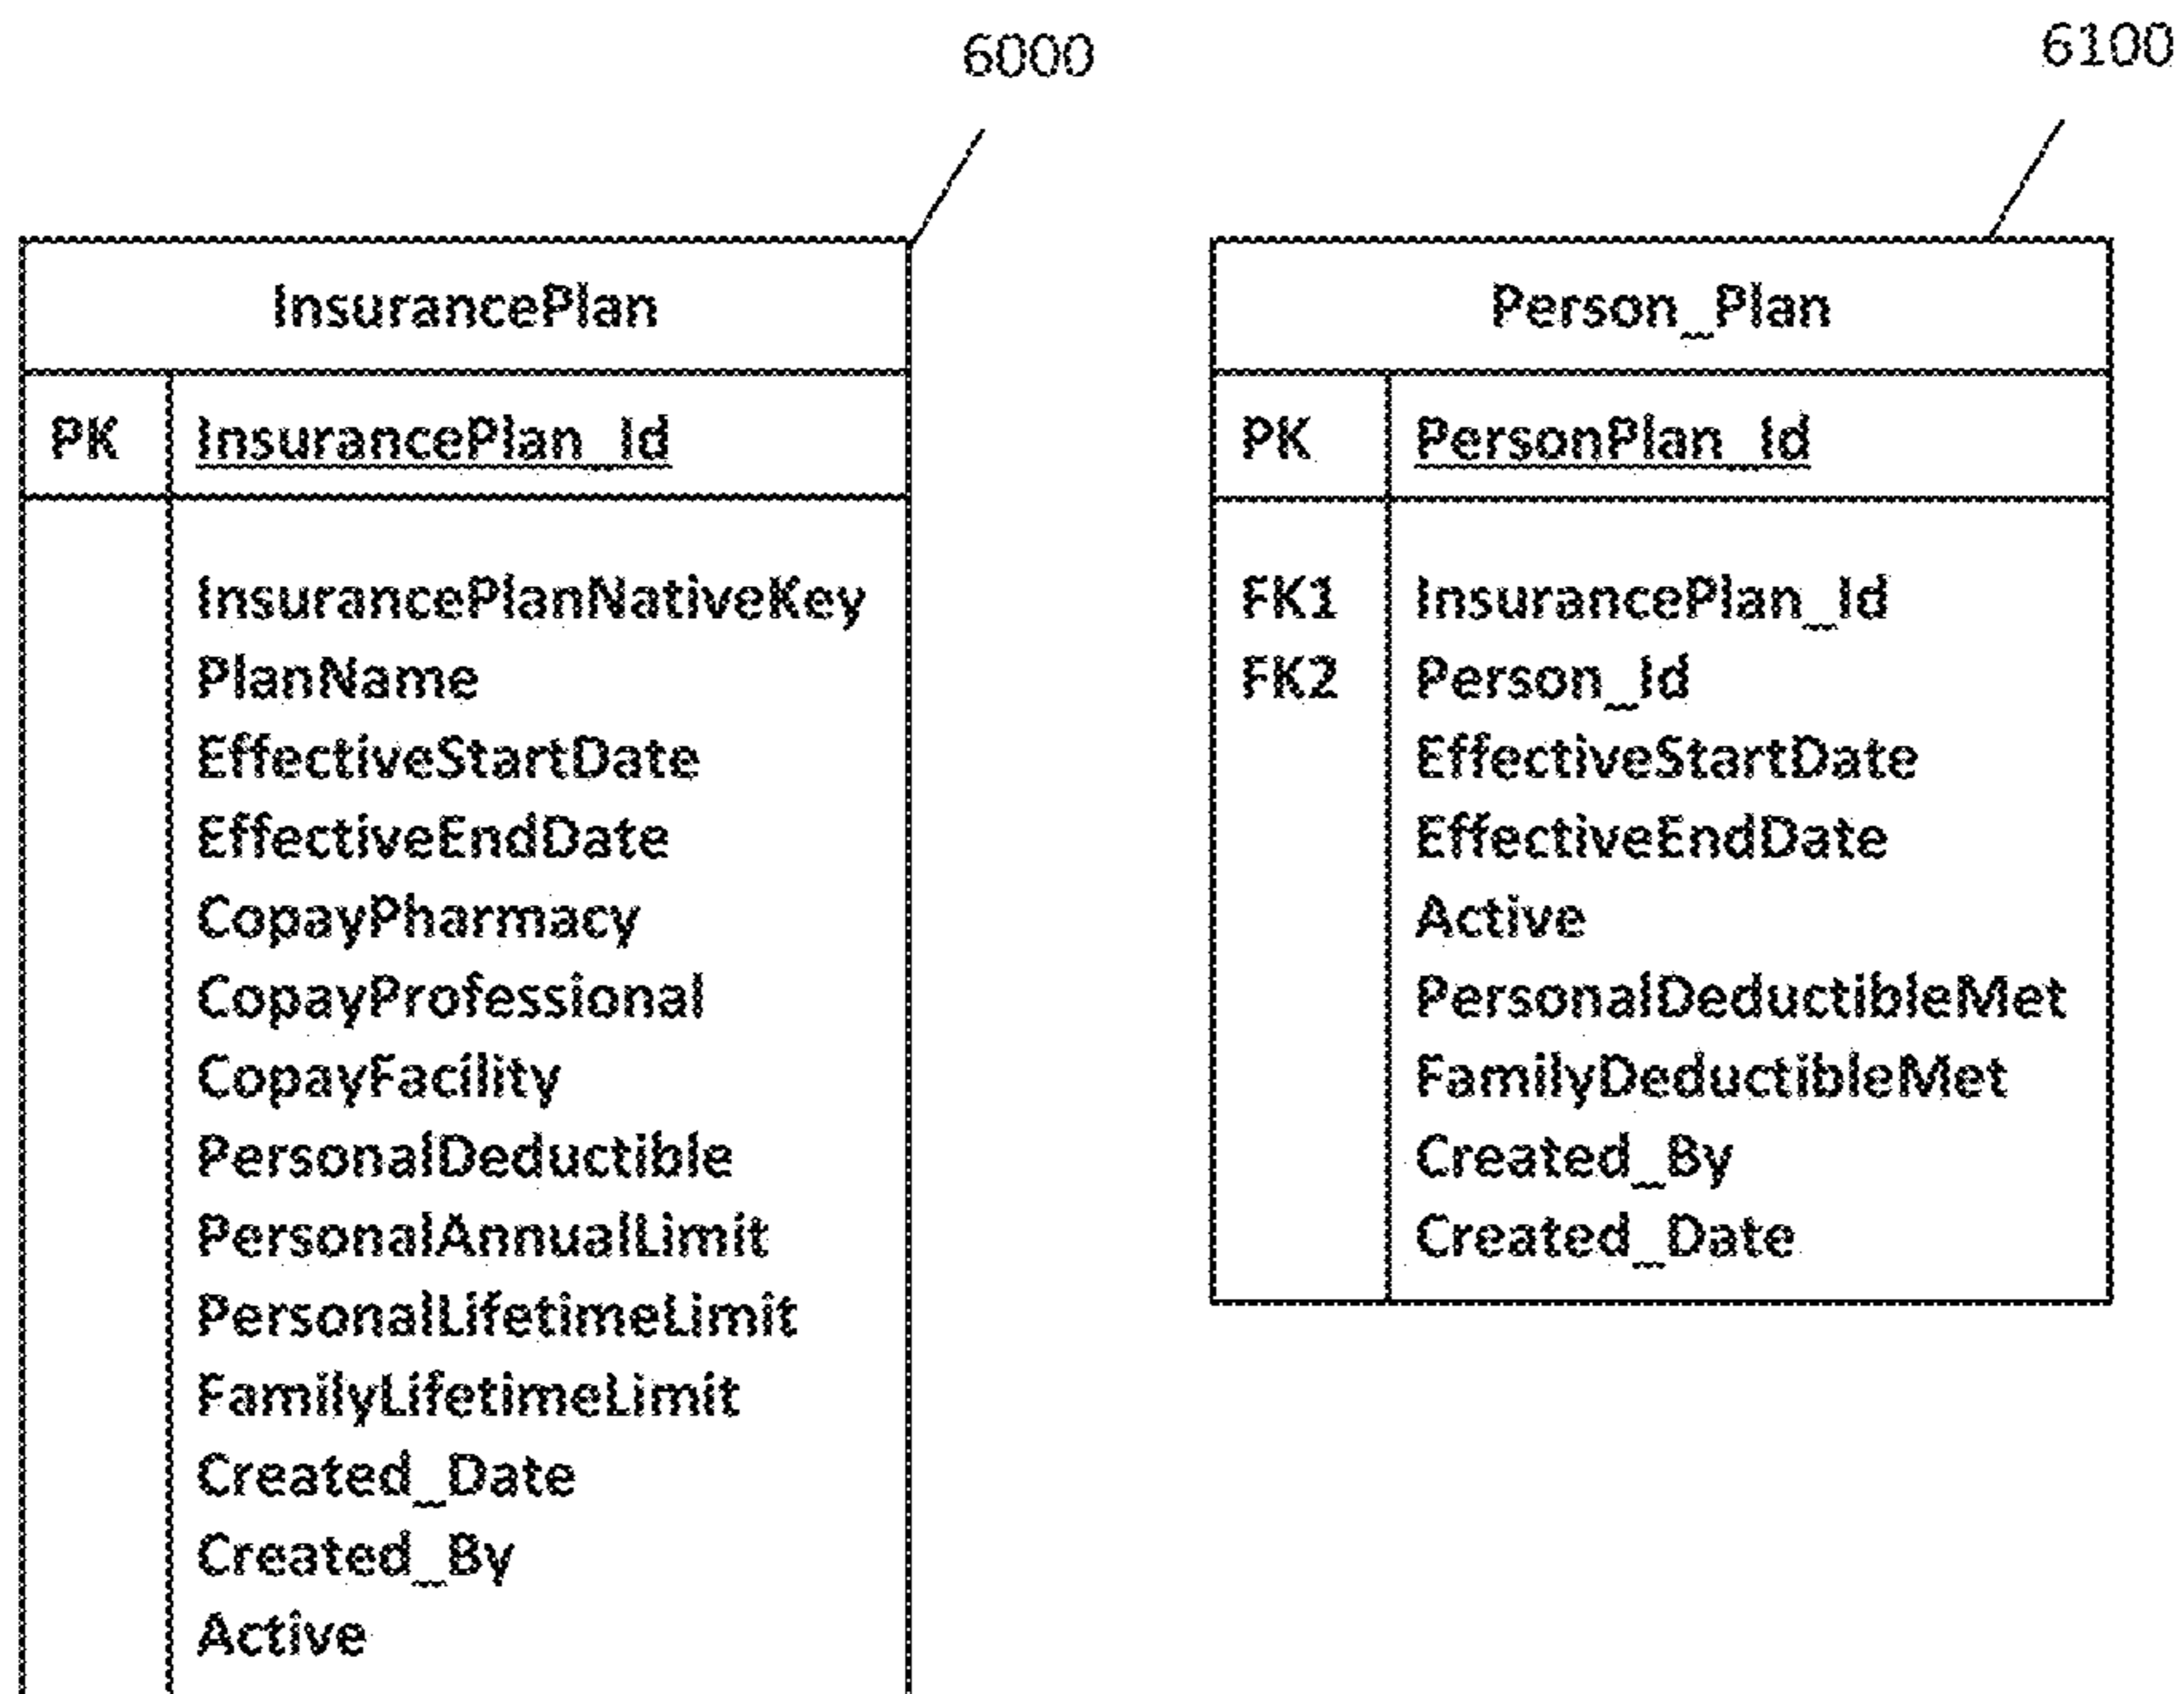 6000
6100
InsurancePlan
PK InsurancePlan_Id
InsurancePlanNativeKey
PlanName
EffectiveStartDate
EffectiveEndDate
CopayPharmacy
CopayProfessional
CopayFacility
PersonalDeductible
PersonalAnnualLimit
PersonalLifetimeLimit
FamilyLifetimeLimit
Created_Date
Created_By
Active
Person_Plan
PK PersonPlan_Id
FK1 InsurancePlan_Id
FK2 Person_Id
EffectiveStartDate
EffectiveEndDate
Active
PersonalDeductibleMet
FamilyDeductibleMet
Created_By
Created_Date